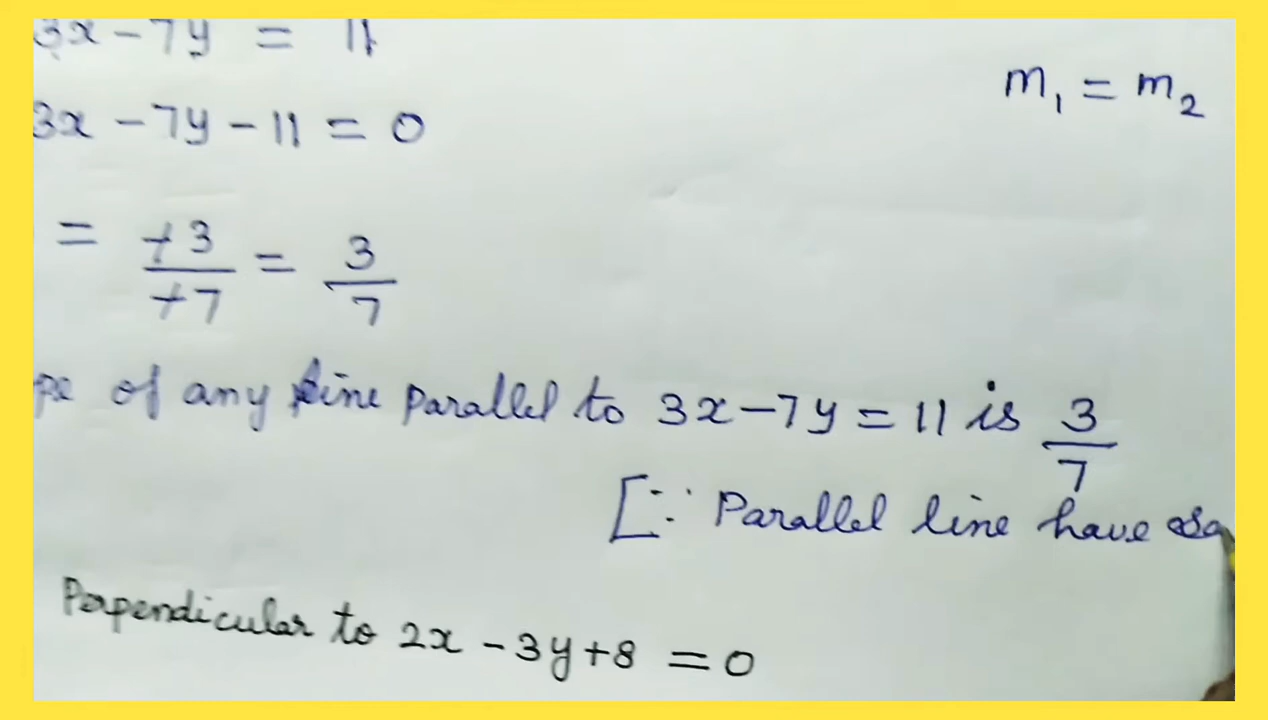 3x - 7y = 11
m₁ = m₂
3x - 7y - 11 = 0
= +3/+7 = 3/7
of any line parallel to 3x - 7y = 11 is 3/7
[∵ Parallel line have
Perpendicular to 2x - 3y + 8 = 0